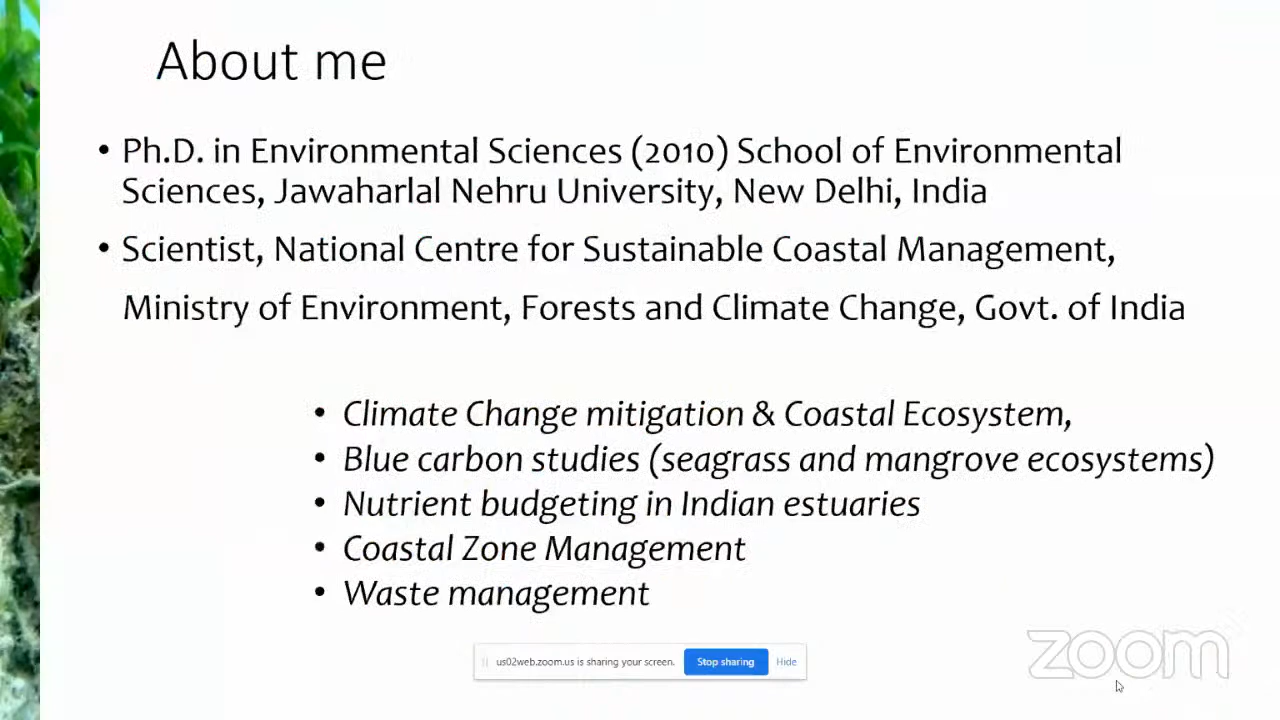 About me
• Ph.D. in Environmental Sciences (2010) School of Environmental
Sciences, Jawaharlal Nehru University, New Delhi, India
• Scientist, National Centre for Sustainable Coastal Management,
Ministry of Environment, Forests and Climate Change, Govt. of India
• Climate Change mitigation & Coastal Ecosystem,
• Blue carbon studies (seagrass and mangrove ecosystems)
• Nutrient budgeting in Indian estuaries
• Coastal Zone Management
• Waste management
us02web.zoom.us is sharing your screen. Stop sharing Hide
zoom